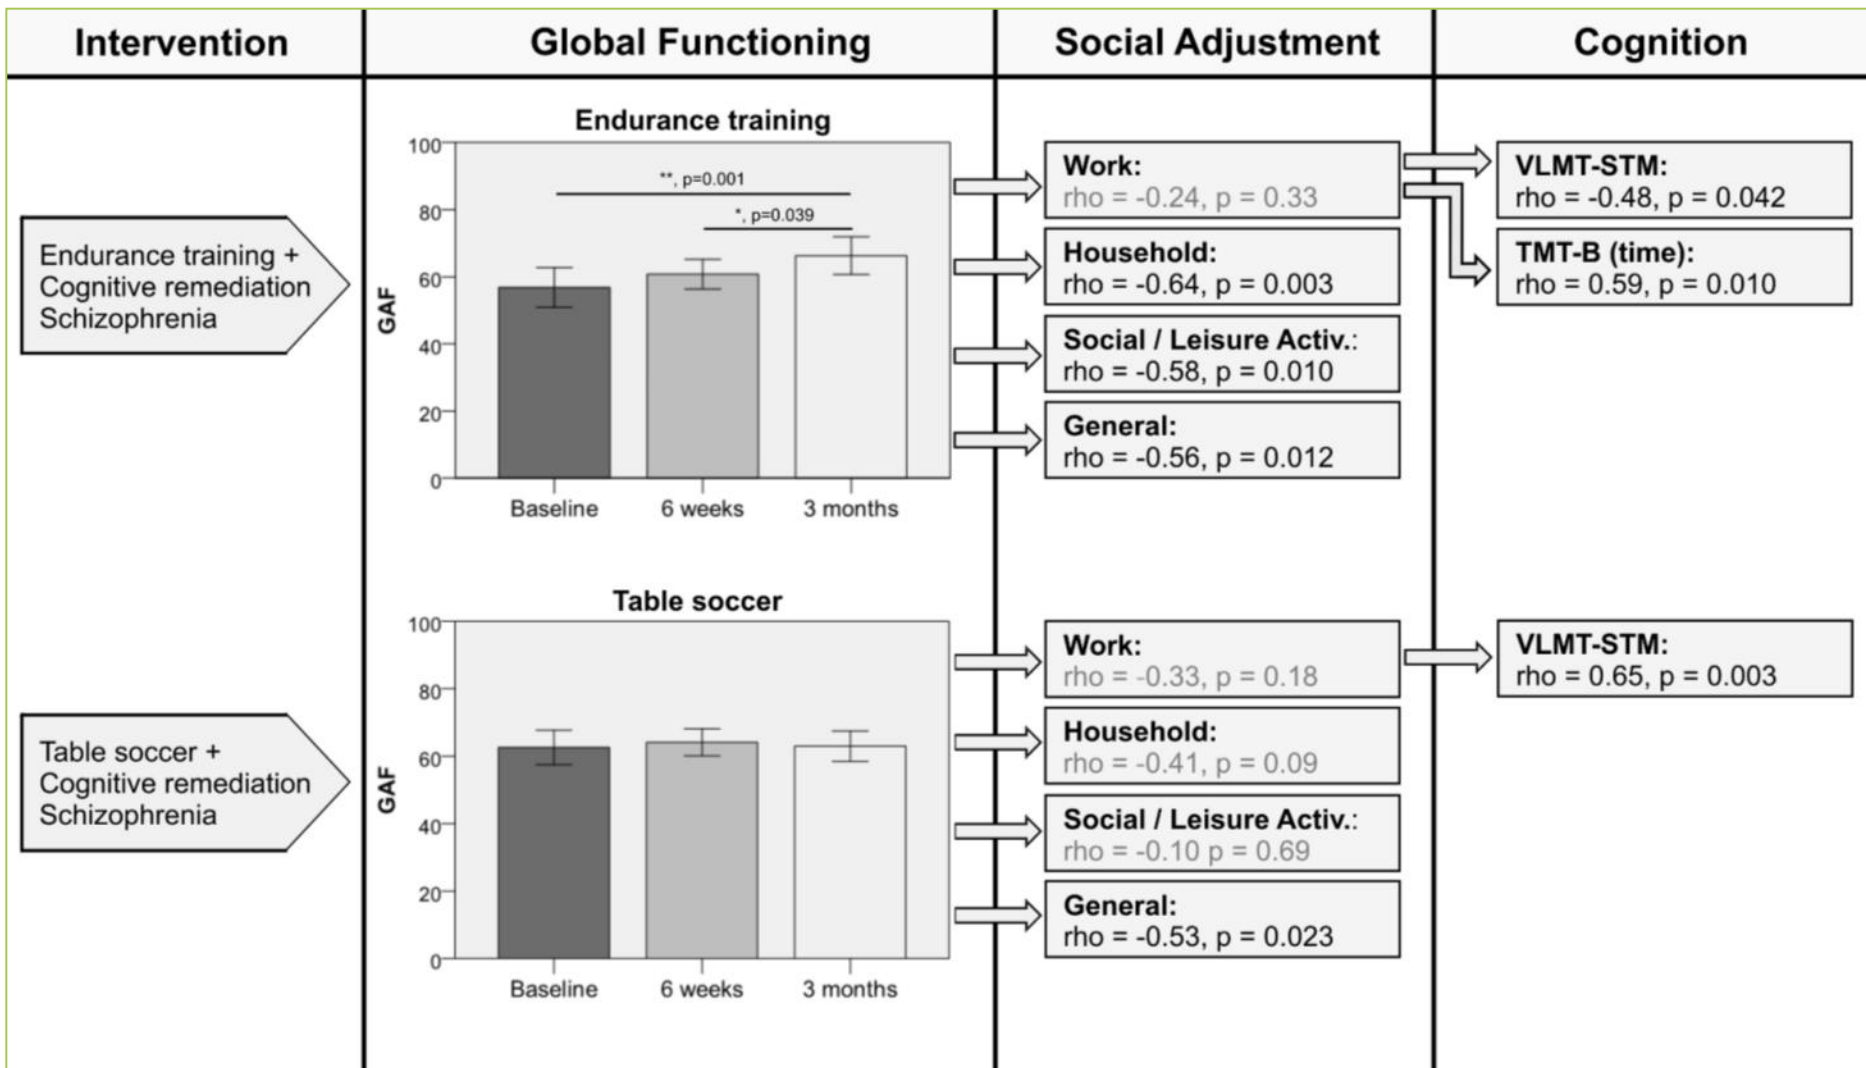 Intervention
Global Functioning
Social Adjustment
Cognition
Endurance training +
Cognitive remediation
Schizophrenia
Endurance training
GAF
100
80
60
40
20
0
**, p=0.001
*, p=0.039
Baseline
6 weeks
3 months
Work:
rho = -0.24, p = 0.33
Household:
rho = -0.64, p = 0.003
Social / Leisure Activ.:
rho = -0.58, p = 0.010
General:
rho = -0.56, p = 0.012
VLMT-STM:
rho = -0.48, p = 0.042
TMT-B (time):
rho = 0.59, p = 0.010
Table soccer +
Cognitive remediation
Schizophrenia
Table soccer
GAF
100
80
60
40
20
0
Baseline
6 weeks
3 months
Work:
rho = -0.33, p = 0.18
Household:
rho = -0.41, p = 0.09
Social / Leisure Activ.:
rho = -0.10 p = 0.69
General:
rho = -0.53, p = 0.023
VLMT-STM:
rho = 0.65, p = 0.003